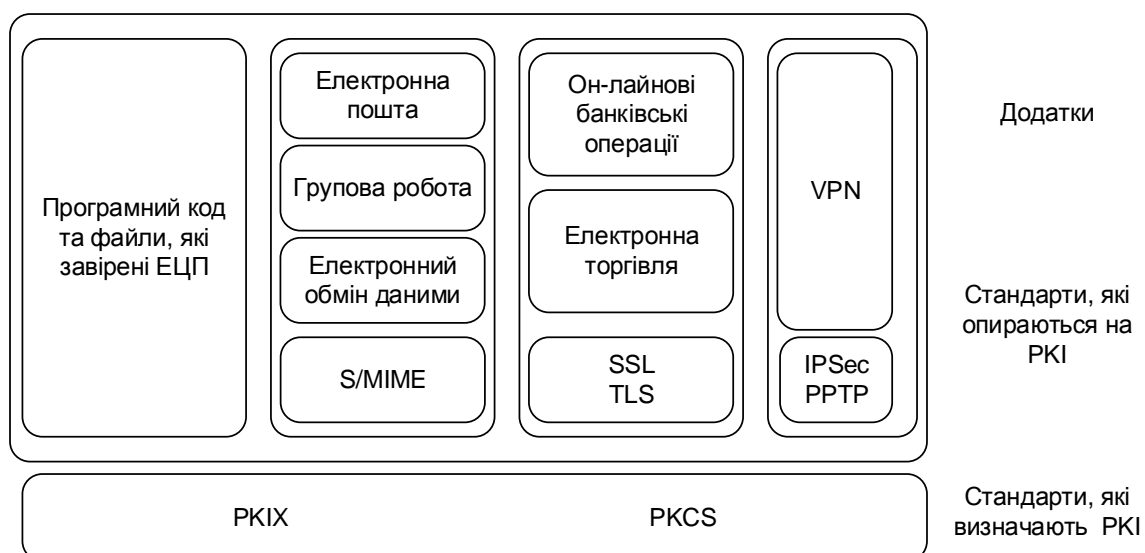 Програмний код
та файли, які
завірені ЕЦП
Електронна
пошта
Групова робота
Електронний
обмін даними
S/MIME
Он-лайнові
банківські
операції
Електронна
торгівля
SSL
TLS
VPN
IPSec
PPTP
Додатки
Стандарти, які
опираються на
PKI
PKIX
PKCS
Стандарти, які
визначають PKI